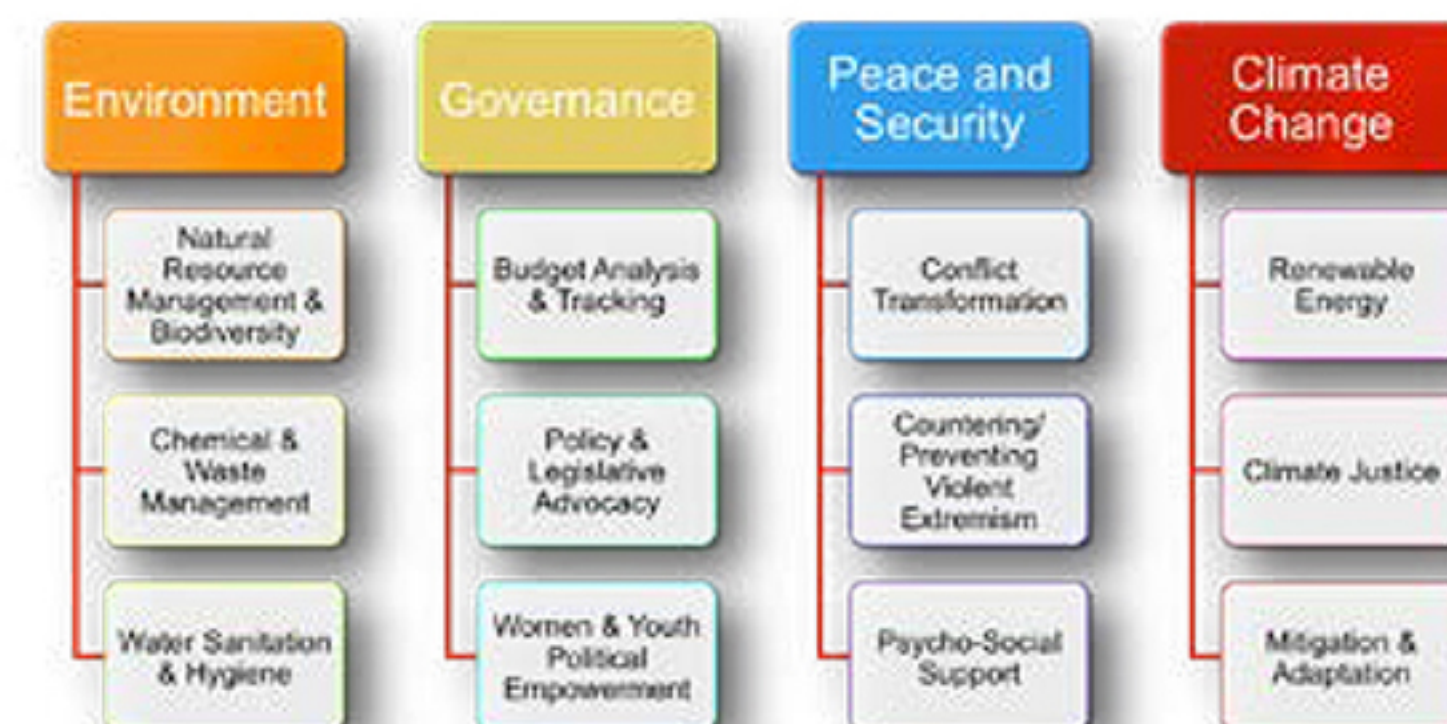 Environment
Natural
Resource
Management &
Biodiversity
Chemical &
Waste
Management
Water Sanitation
& Hygiene
Governance
Budget Analysis
& Tracking
Policy &
Legislative
Advocacy
Women & Youth
Political
Empowerment
Peace and
Security
Conflict
Transformation
Countering/
Preventing
Violent
Extremism
Psycho-Social
Support
Climate
Change
Renewable
Energy
Climate Justice
Mitigation &
Adaptation